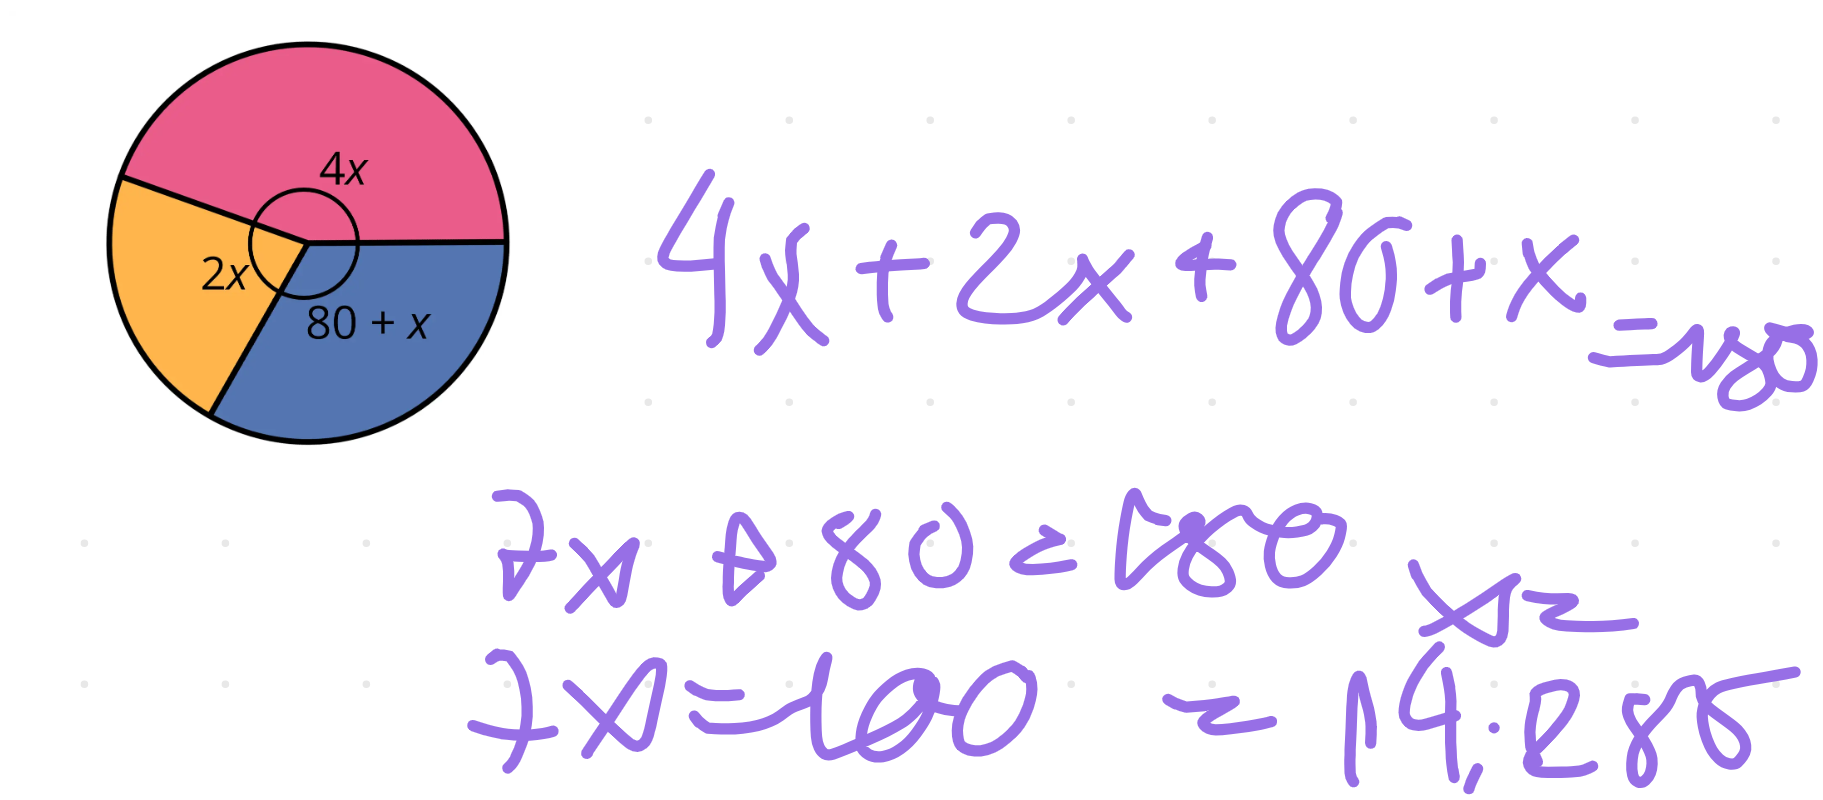 4x
2x
80 + x
4x+2x+80+x
=180
7x + 80 = 180
x=
7x=100
= 14.285